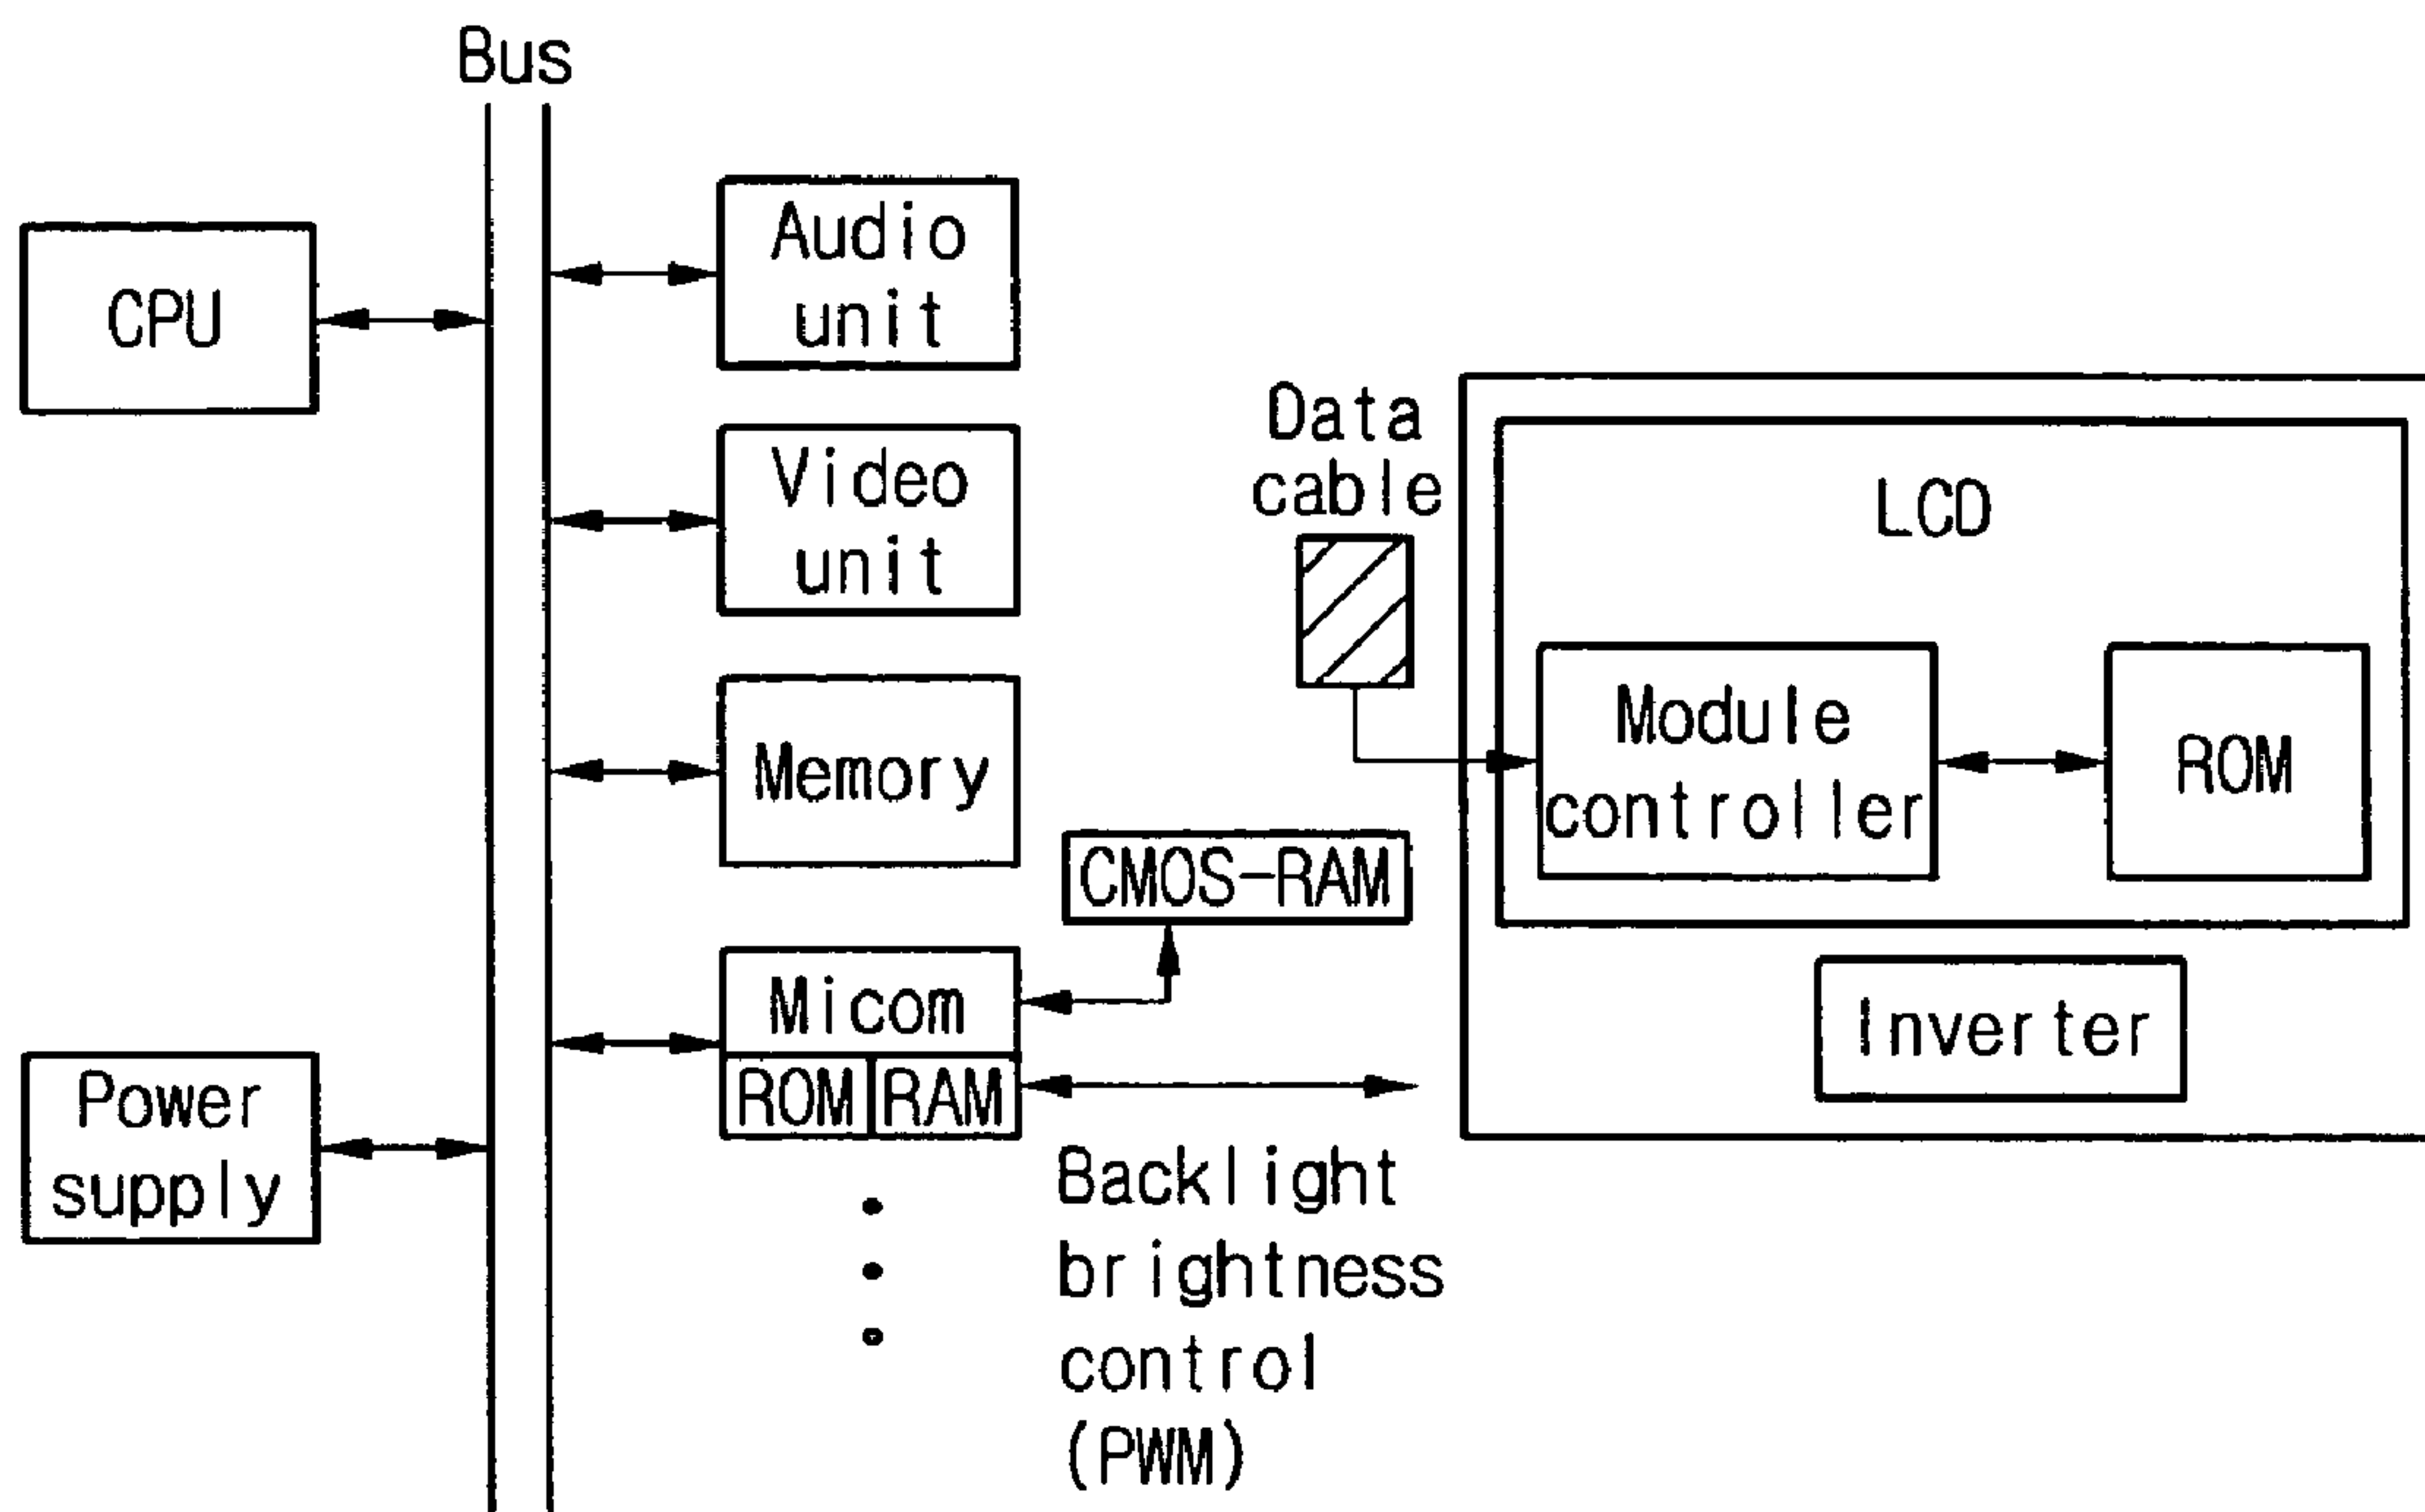 Bus
CPU
Audio
unit
Video
unit
Memory
CMOS-RAM
Micom
ROM
RAM
Power
supply
Backlight
brightness
control
(PWM)
Data
cable
LCD
Module
controller
ROM
Inverter